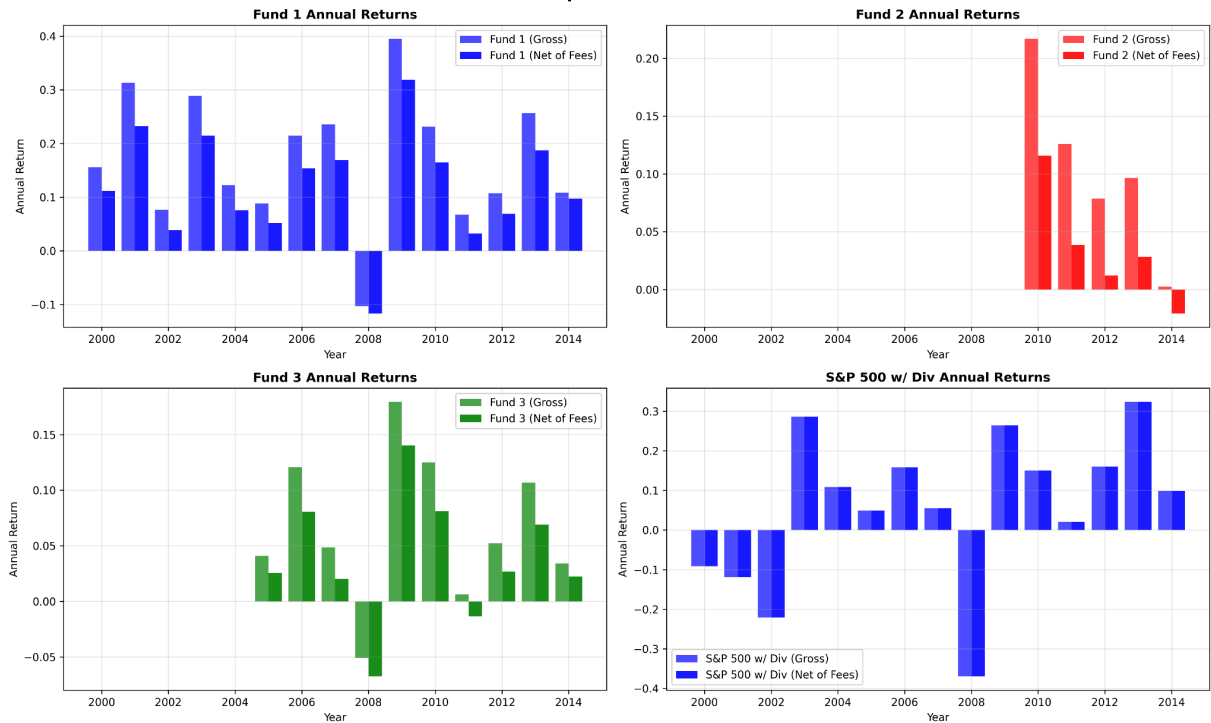 Fund 1 Annual Returns
Fund 1 (Gross)
Fund 1 (Net of Fees)
0.4
0.3
0.2
0.1
0.0
−0.1
Annual Return
2000 2002 2004 2006 2008 2010 2012 2014
Year
Fund 2 Annual Returns
Fund 2 (Gross)
Fund 2 (Net of Fees)
0.20
0.15
0.10
0.05
0.00
Annual Return
2000 2002 2004 2006 2008 2010 2012 2014
Year
Fund 3 Annual Returns
Fund 3 (Gross)
Fund 3 (Net of Fees)
0.15
0.10
0.05
0.00
−0.05
Annual Return
2000 2002 2004 2006 2008 2010 2012 2014
Year
S&P 500 w/ Div Annual Returns
0.3
0.2
0.1
0.0
−0.1
−0.2
−0.3
−0.4
Annual Return
S&P 500 w/ Div (Gross)
S&P 500 w/ Div (Net of Fees)
2000 2002 2004 2006 2008 2010 2012 2014
Year